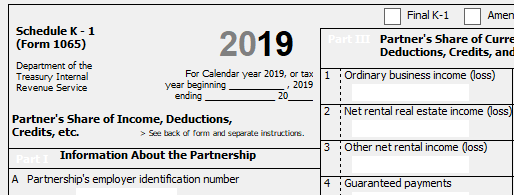 Final K-1 Amen
Schedule K - 1
(Form 1065)
2019
Department of the
Treasury Internal
Revenue Service
For Calendar year 2019, or tax
year beginning __________ , 2019
ending __________ 20____
Partner's Share of Income, Deductions,
Credits, etc. > See back of form and separate instructions.
Part I Information About the Partnership
A Partnership's employer identification number
Part III Partner's Share of Curre
Deductions, Credits, and
1 Ordinary business income (loss)
2 Net rental real estate income (loss)
3 Other net rental income (loss)
4 Guaranteed payments